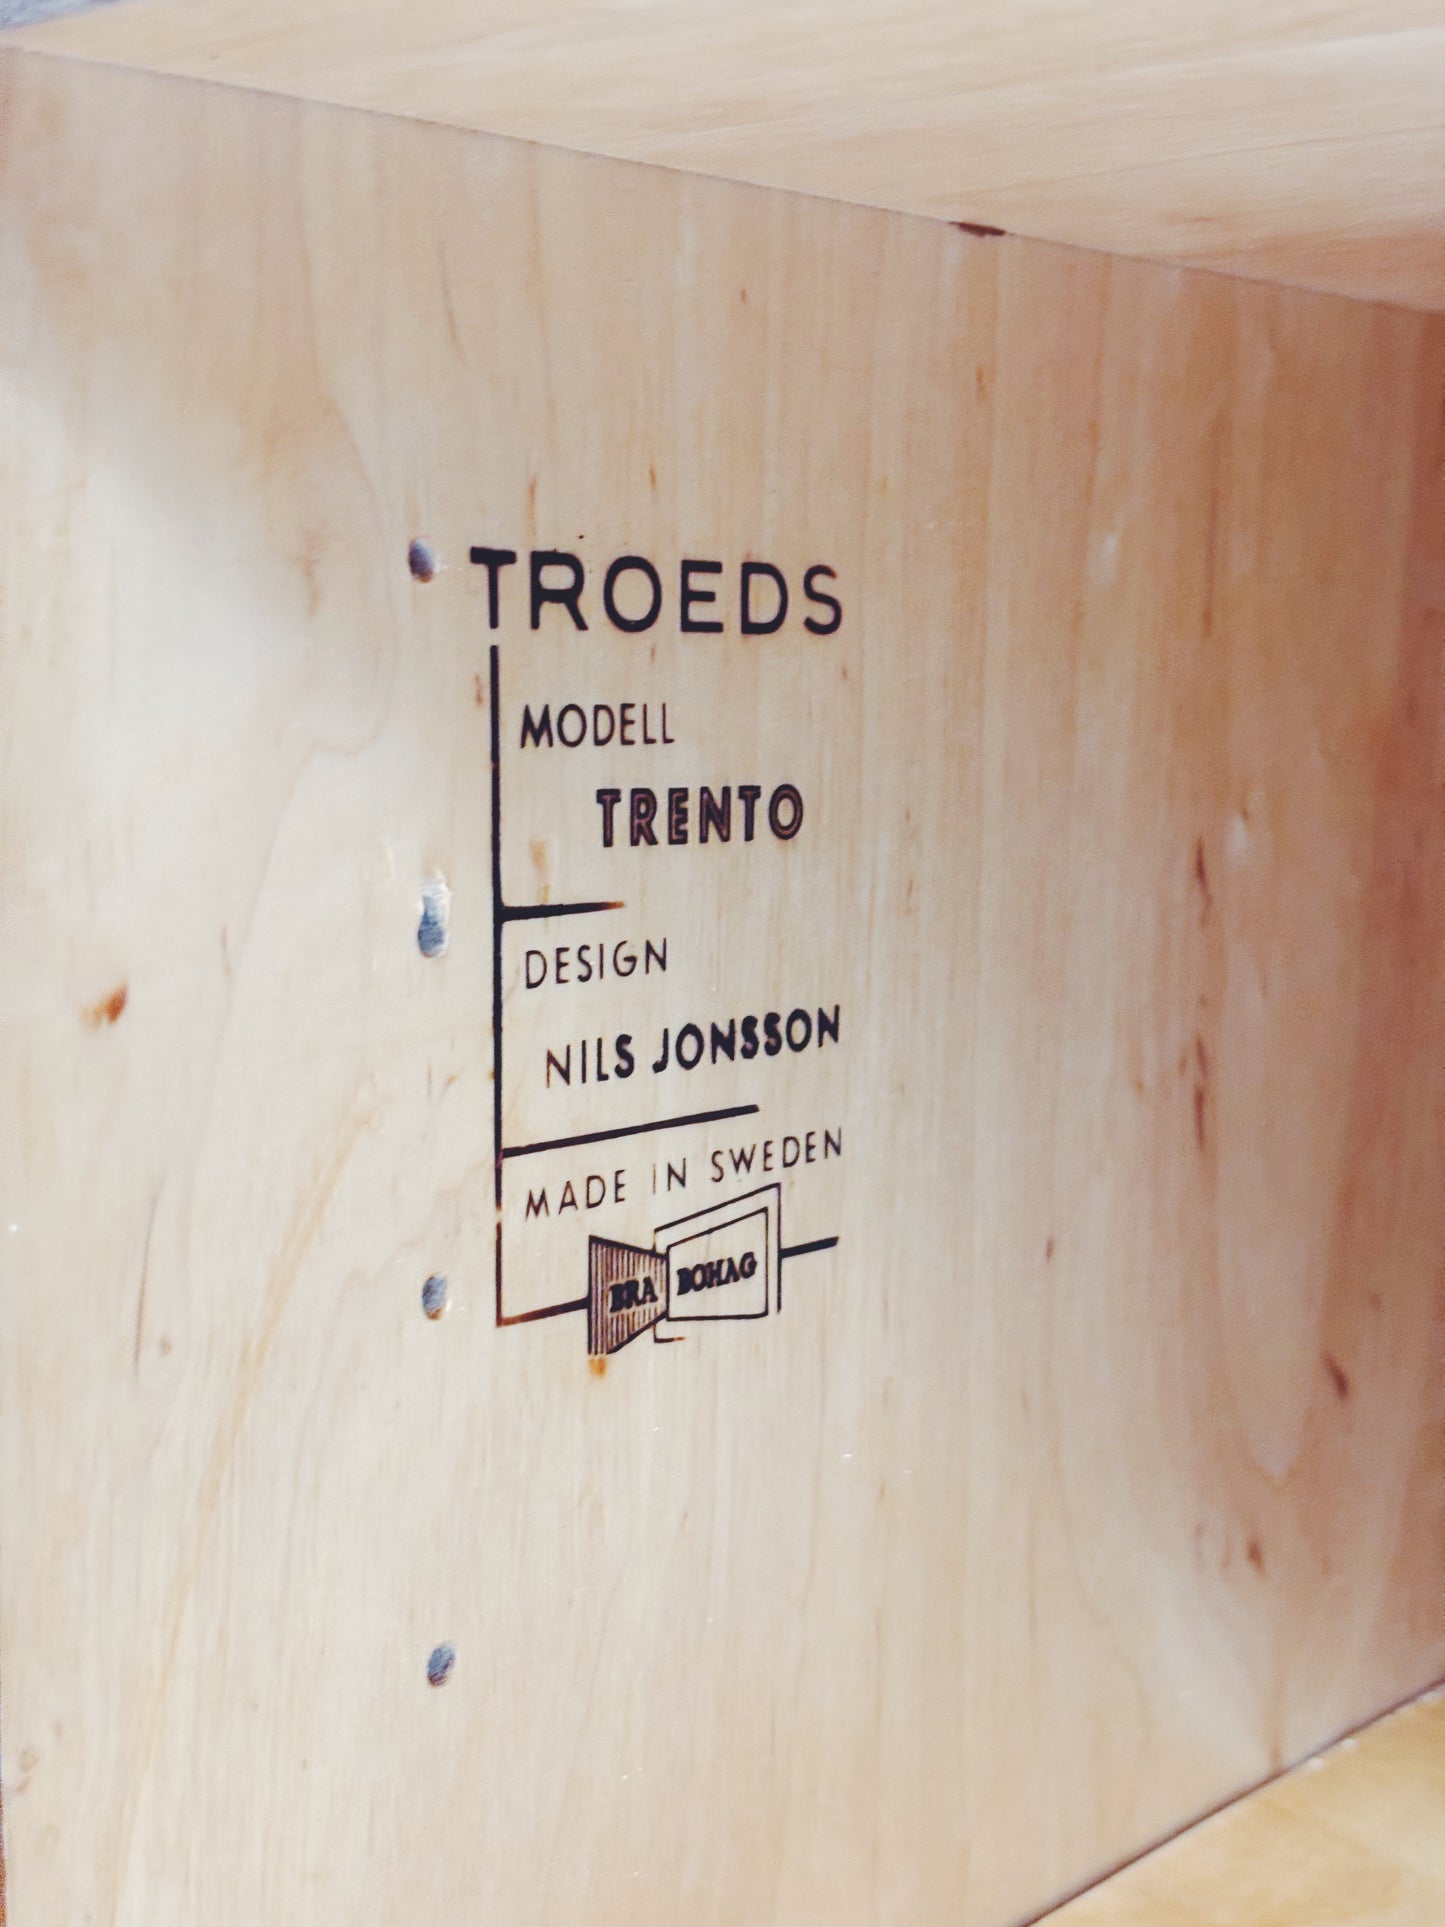 TROEDS
MODELL
TRENTO
DESIGN
NILS JONSSON
MADE IN SWEDEN
BRA BOHAG